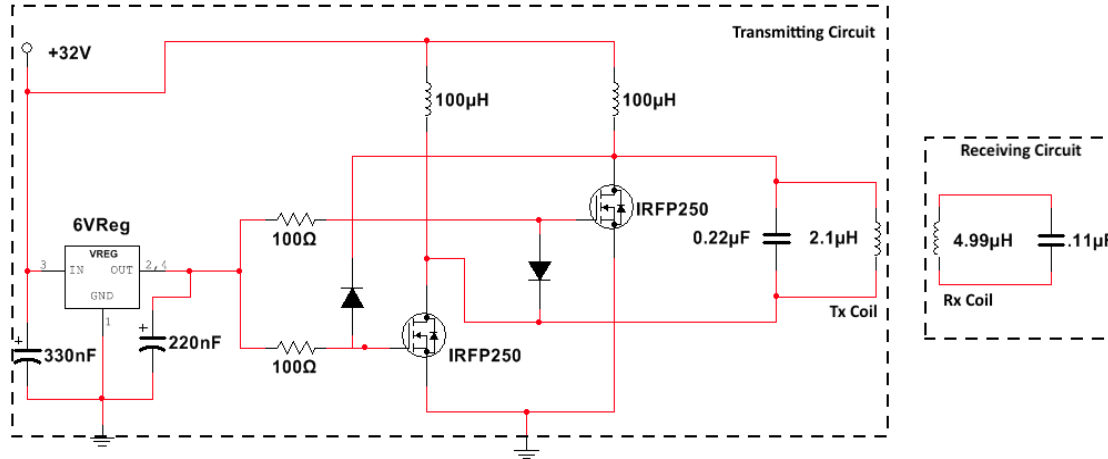 Transmitting Circuit
+32V
100µH
100µH
Receiving Circuit
6VReg
VREG
3
IN
OUT
2,4
GND
1
100Ω
IRFP250
0.22µF
2.1µH
4.99µH
.11µF
Rx Coil
Tx Coil
330nF
220nF
100Ω
IRFP250